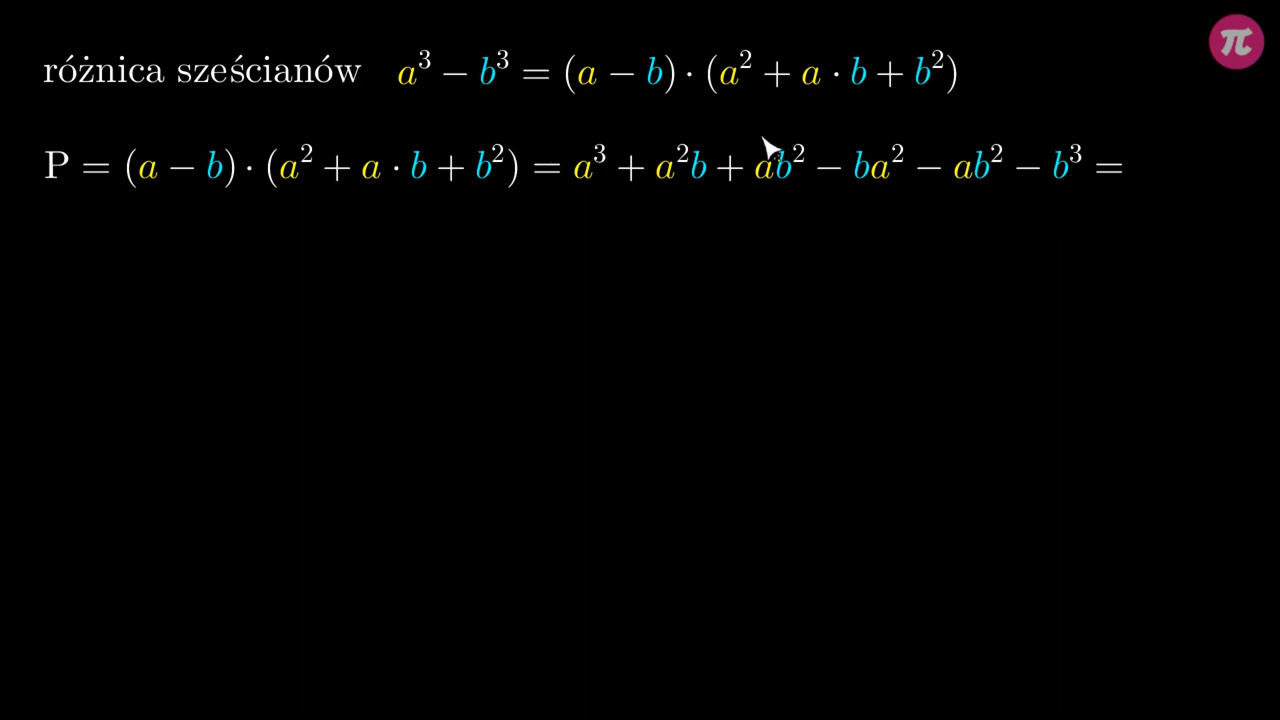 różnica sześcianów a³ − b³ = (a − b) · (a² + a · b + b²)
P = (a − b) · (a² + a · b + b²) = a³ + a²b + ab² − ba² − ab² − b³ =
π